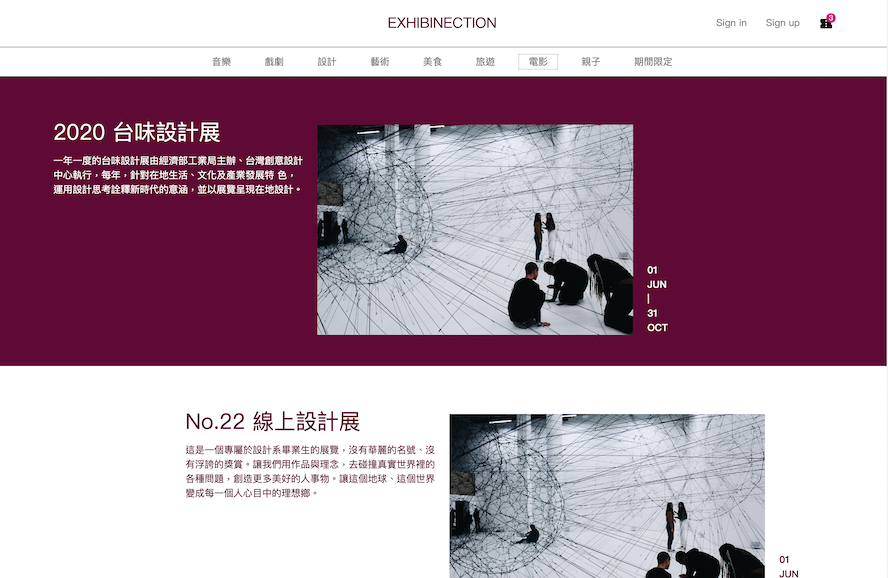 EXHIBINECTION
Sign in
Sign up
3
音樂 戲劇 設計 藝術 美食 旅遊 電影 親子 期間限定
2020 台味設計展
一年一度的台味設計展由經濟部工業局主辦、台灣創意設計
中心執行，每年，針對在地生活、文化及產業發展特 色，
運用設計思考詮釋新時代的意涵，並以展覽呈現在地設計。
01
JUN
|
31
OCT
No.22 線上設計展
這是一個專屬於設計系畢業生的展覽，沒有華麗的名號、沒
有浮誇的獎賞。讓我們用作品與理念，去碰撞真實世界裡的
各種問題，創造更多美好的人事物。讓這個地球、這個世界
變成每一個人心目中的理想鄉。
01
JUN